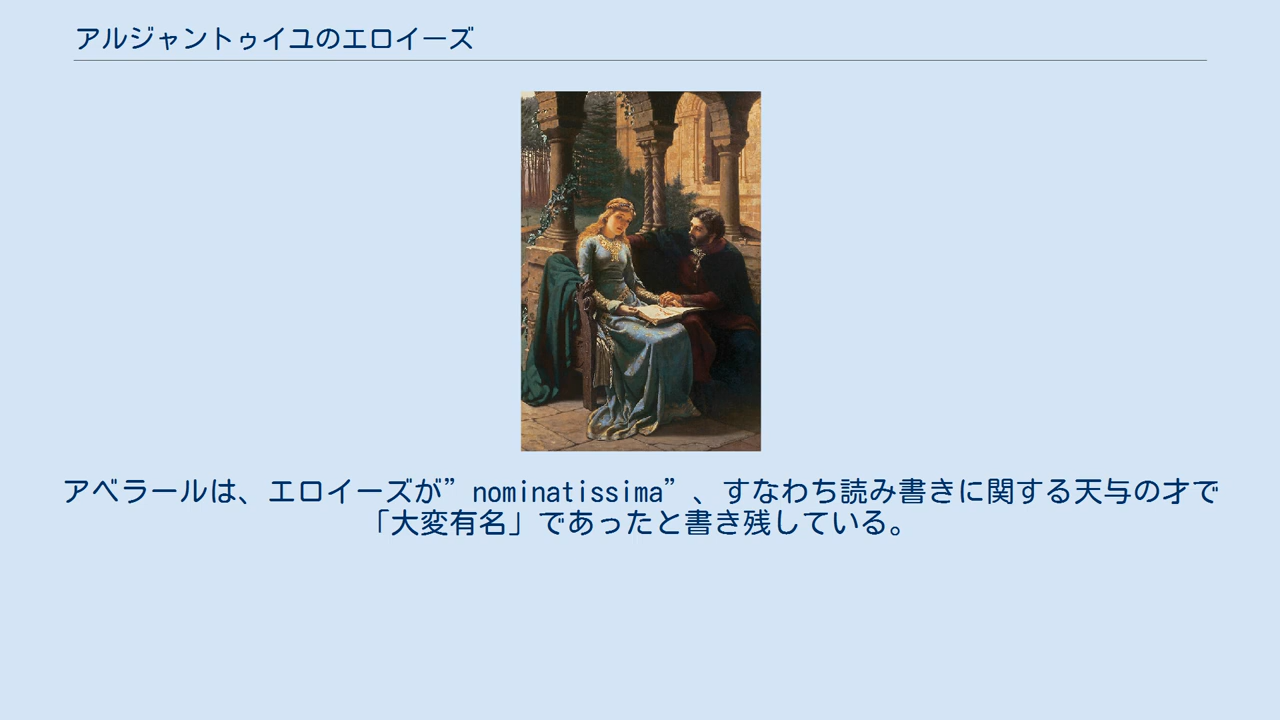 アルジャントゥイユのエロイーズ
アベラールは、エロイーズが”nominatissima”、すなわち読み書きに関する天与の才で
「大変有名」であったと書き残している。